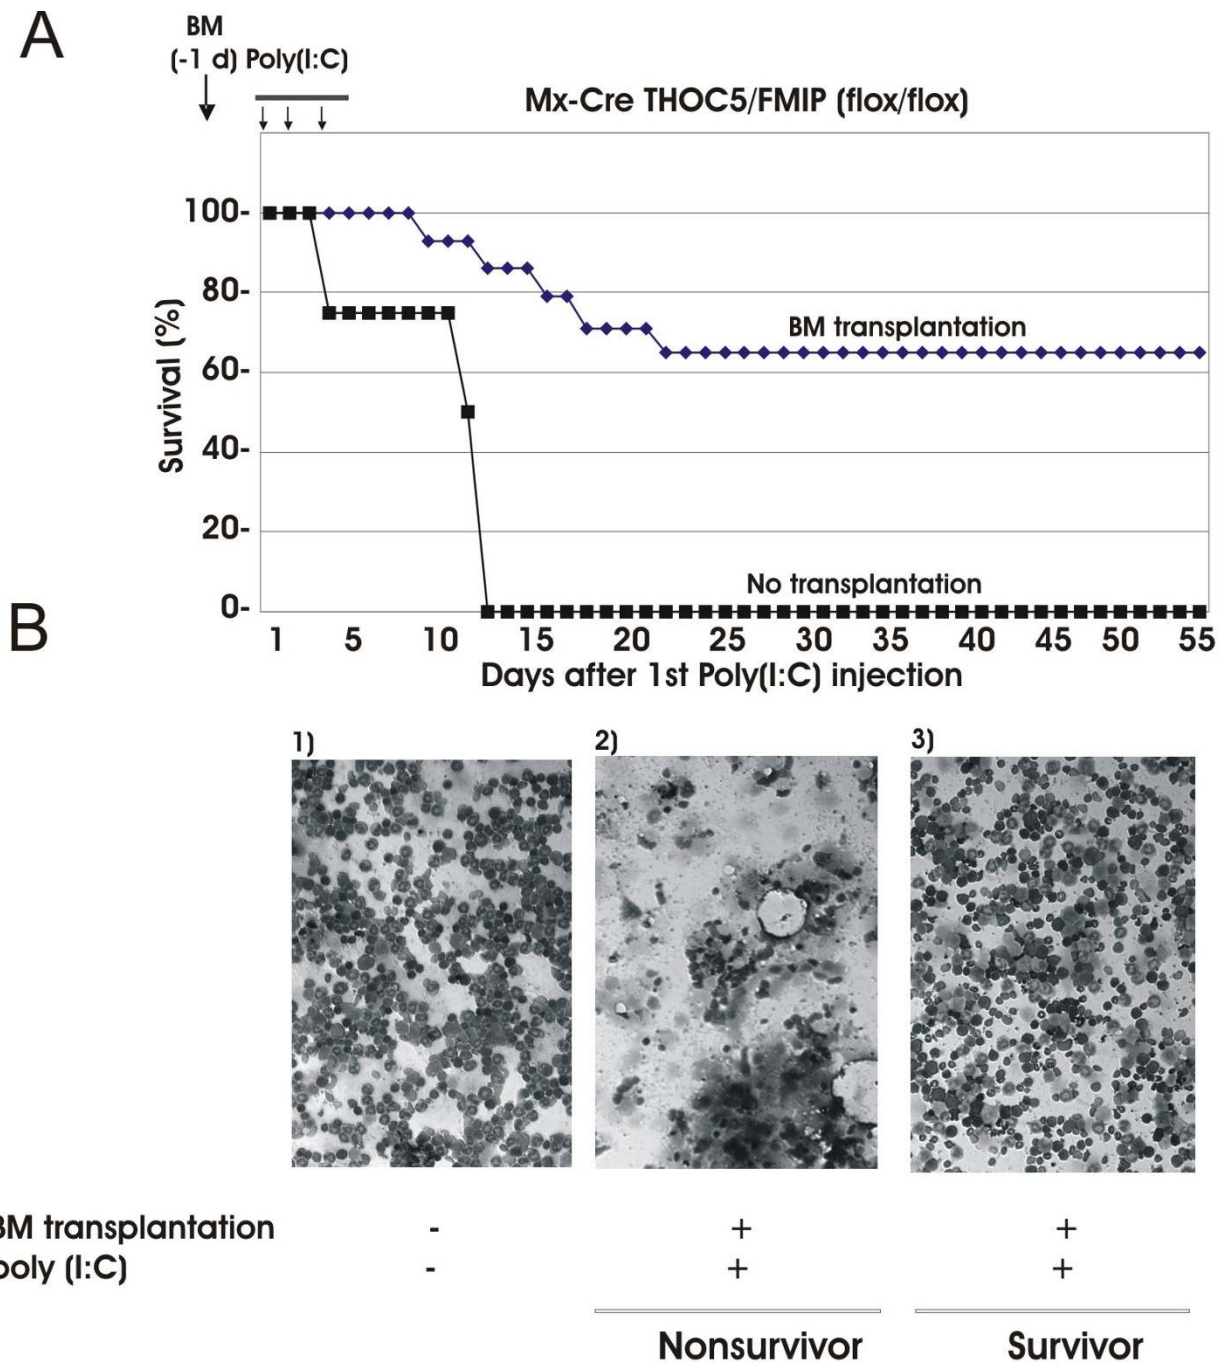 A
BM
(-1 d) Poly(I:C)
Mx-Cre THOC5/FMIP (flox/flox)
100-
80-
60-
40-
20-
0-
Survival (%)
BM transplantation
No transplantation
1 5 10 15 20 25 30 35 40 45 50 55
Days after 1st Poly(I:C) injection
B
1) 2) 3)
BM transplantation - + +
poly (I:C) - + +
Nonsurvivor Survivor